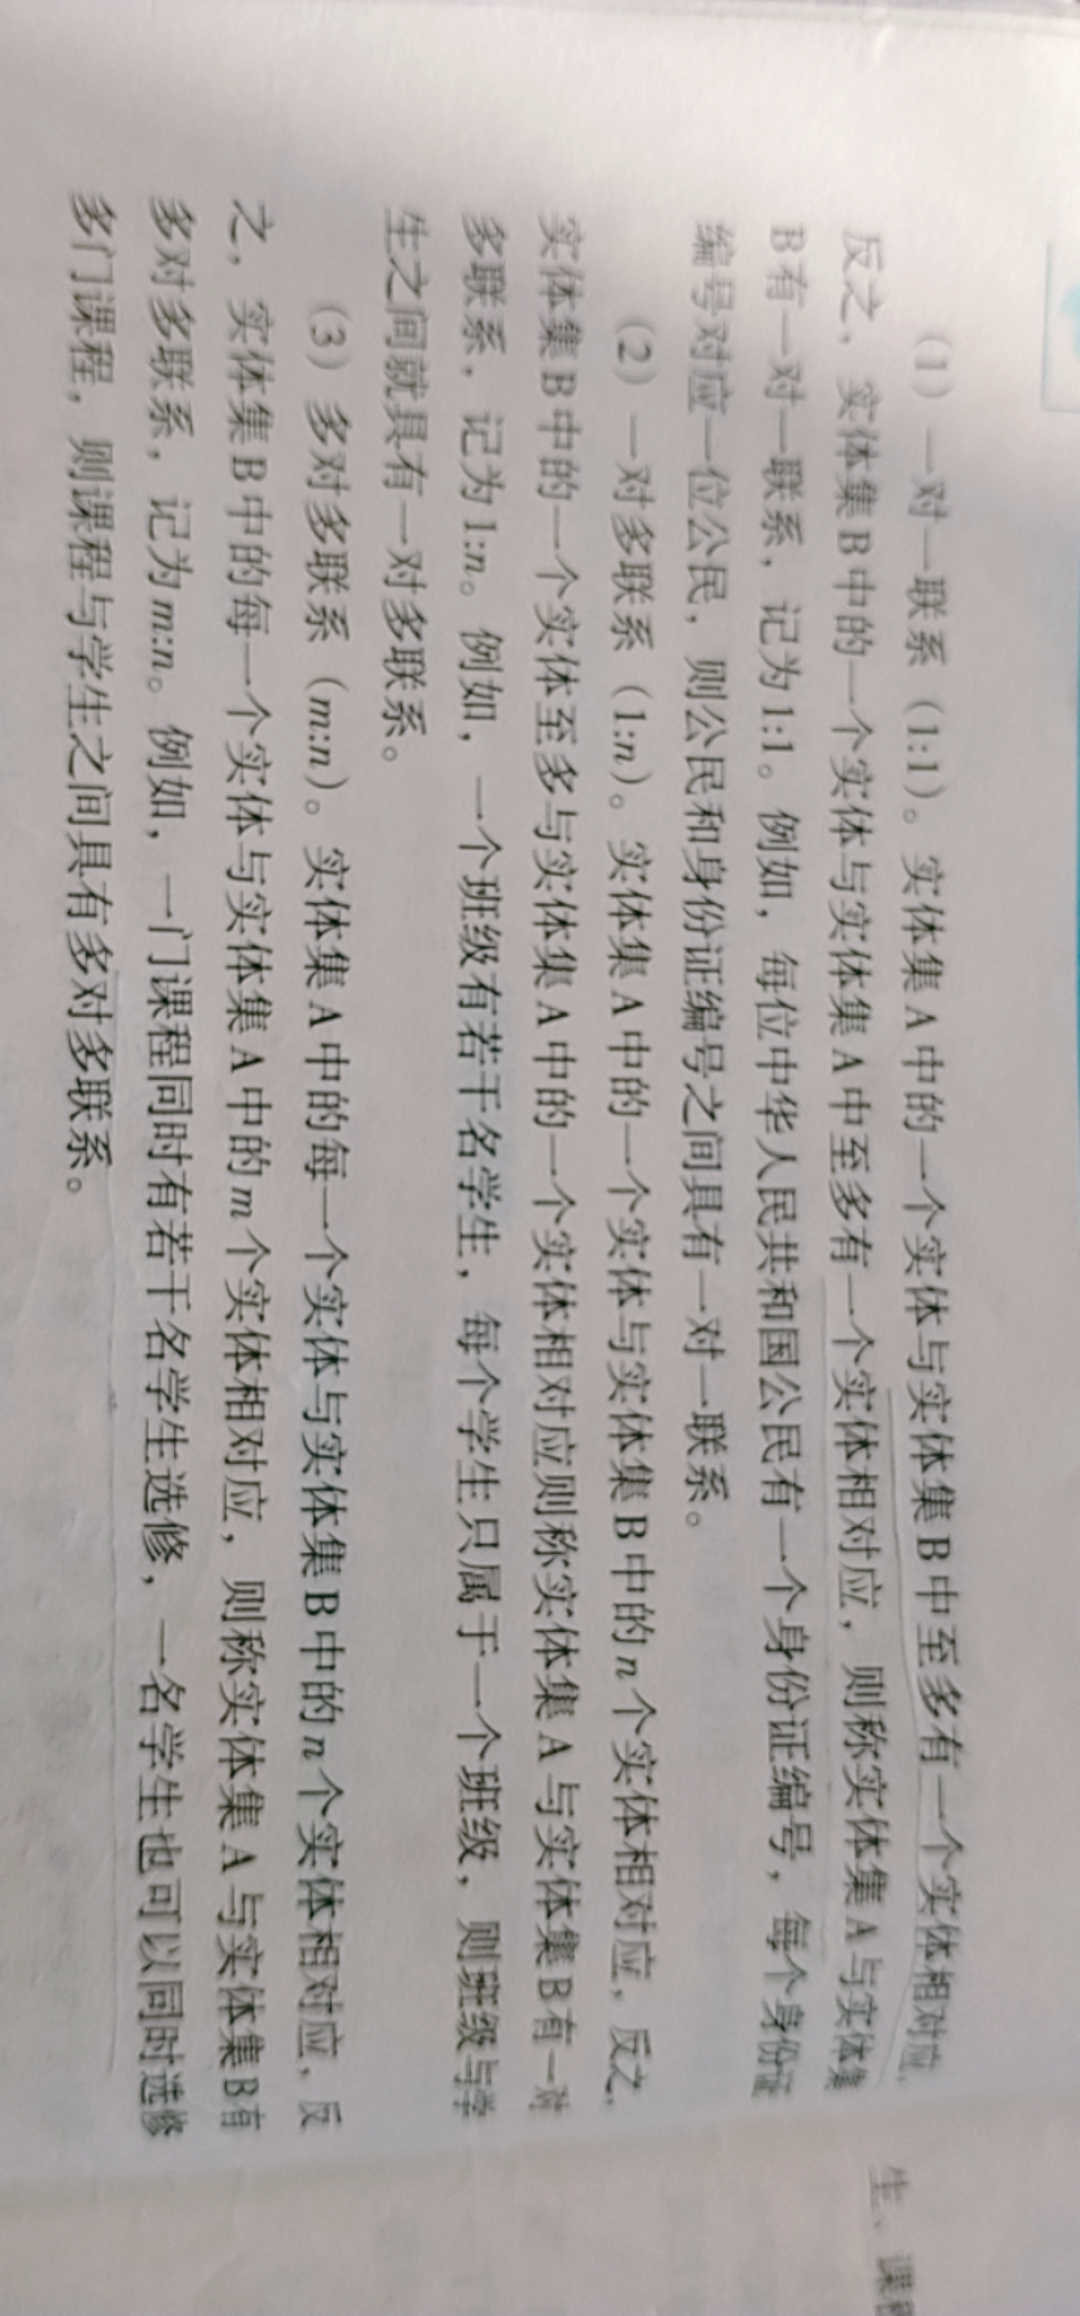 （1）一对一联系（1:1）。实体集 A 中的一个实体与实体集 B 中至多有一个实体相对应，
反之，实体集 B 中的一个实体与实体集 A 中至多有一个实体相对应，则称实体集 A 与实体集
B 有一对一联系，记为 1:1。例如，每位中华人民共和国公民有一个身份证编号，每个身份证
编号对应一位公民，则公民和身份证编号之间具有一对一联系。
（2）一对多联系（1:n）。实体集 A 中的一个实体与实体集 B 中的 n 个实体相对应，反之，
实体集 B 中的一个实体至多与实体集 A 中的一个实体相对应则称实体集 A 与实体集 B 有一对
多联系，记为 1:n。例如，一个班级有若干名学生，每个学生只属于一个班级，则班级与学
生之间就具有一对多联系。
（3）多对多联系（m:n）。实体集 A 中的每一个实体与实体集 B 中的 n 个实体相对应，反
之，实体集 B 中的每一个实体与实体集 A 中的 m 个实体相对应，则称实体集 A 与实体集 B 有
多对多联系，记为 m:n。例如，一门课程同时有若干名学生选修，一名学生也可以同时选修
多门课程，则课程与学生之间具有多对多联系。
生、课程